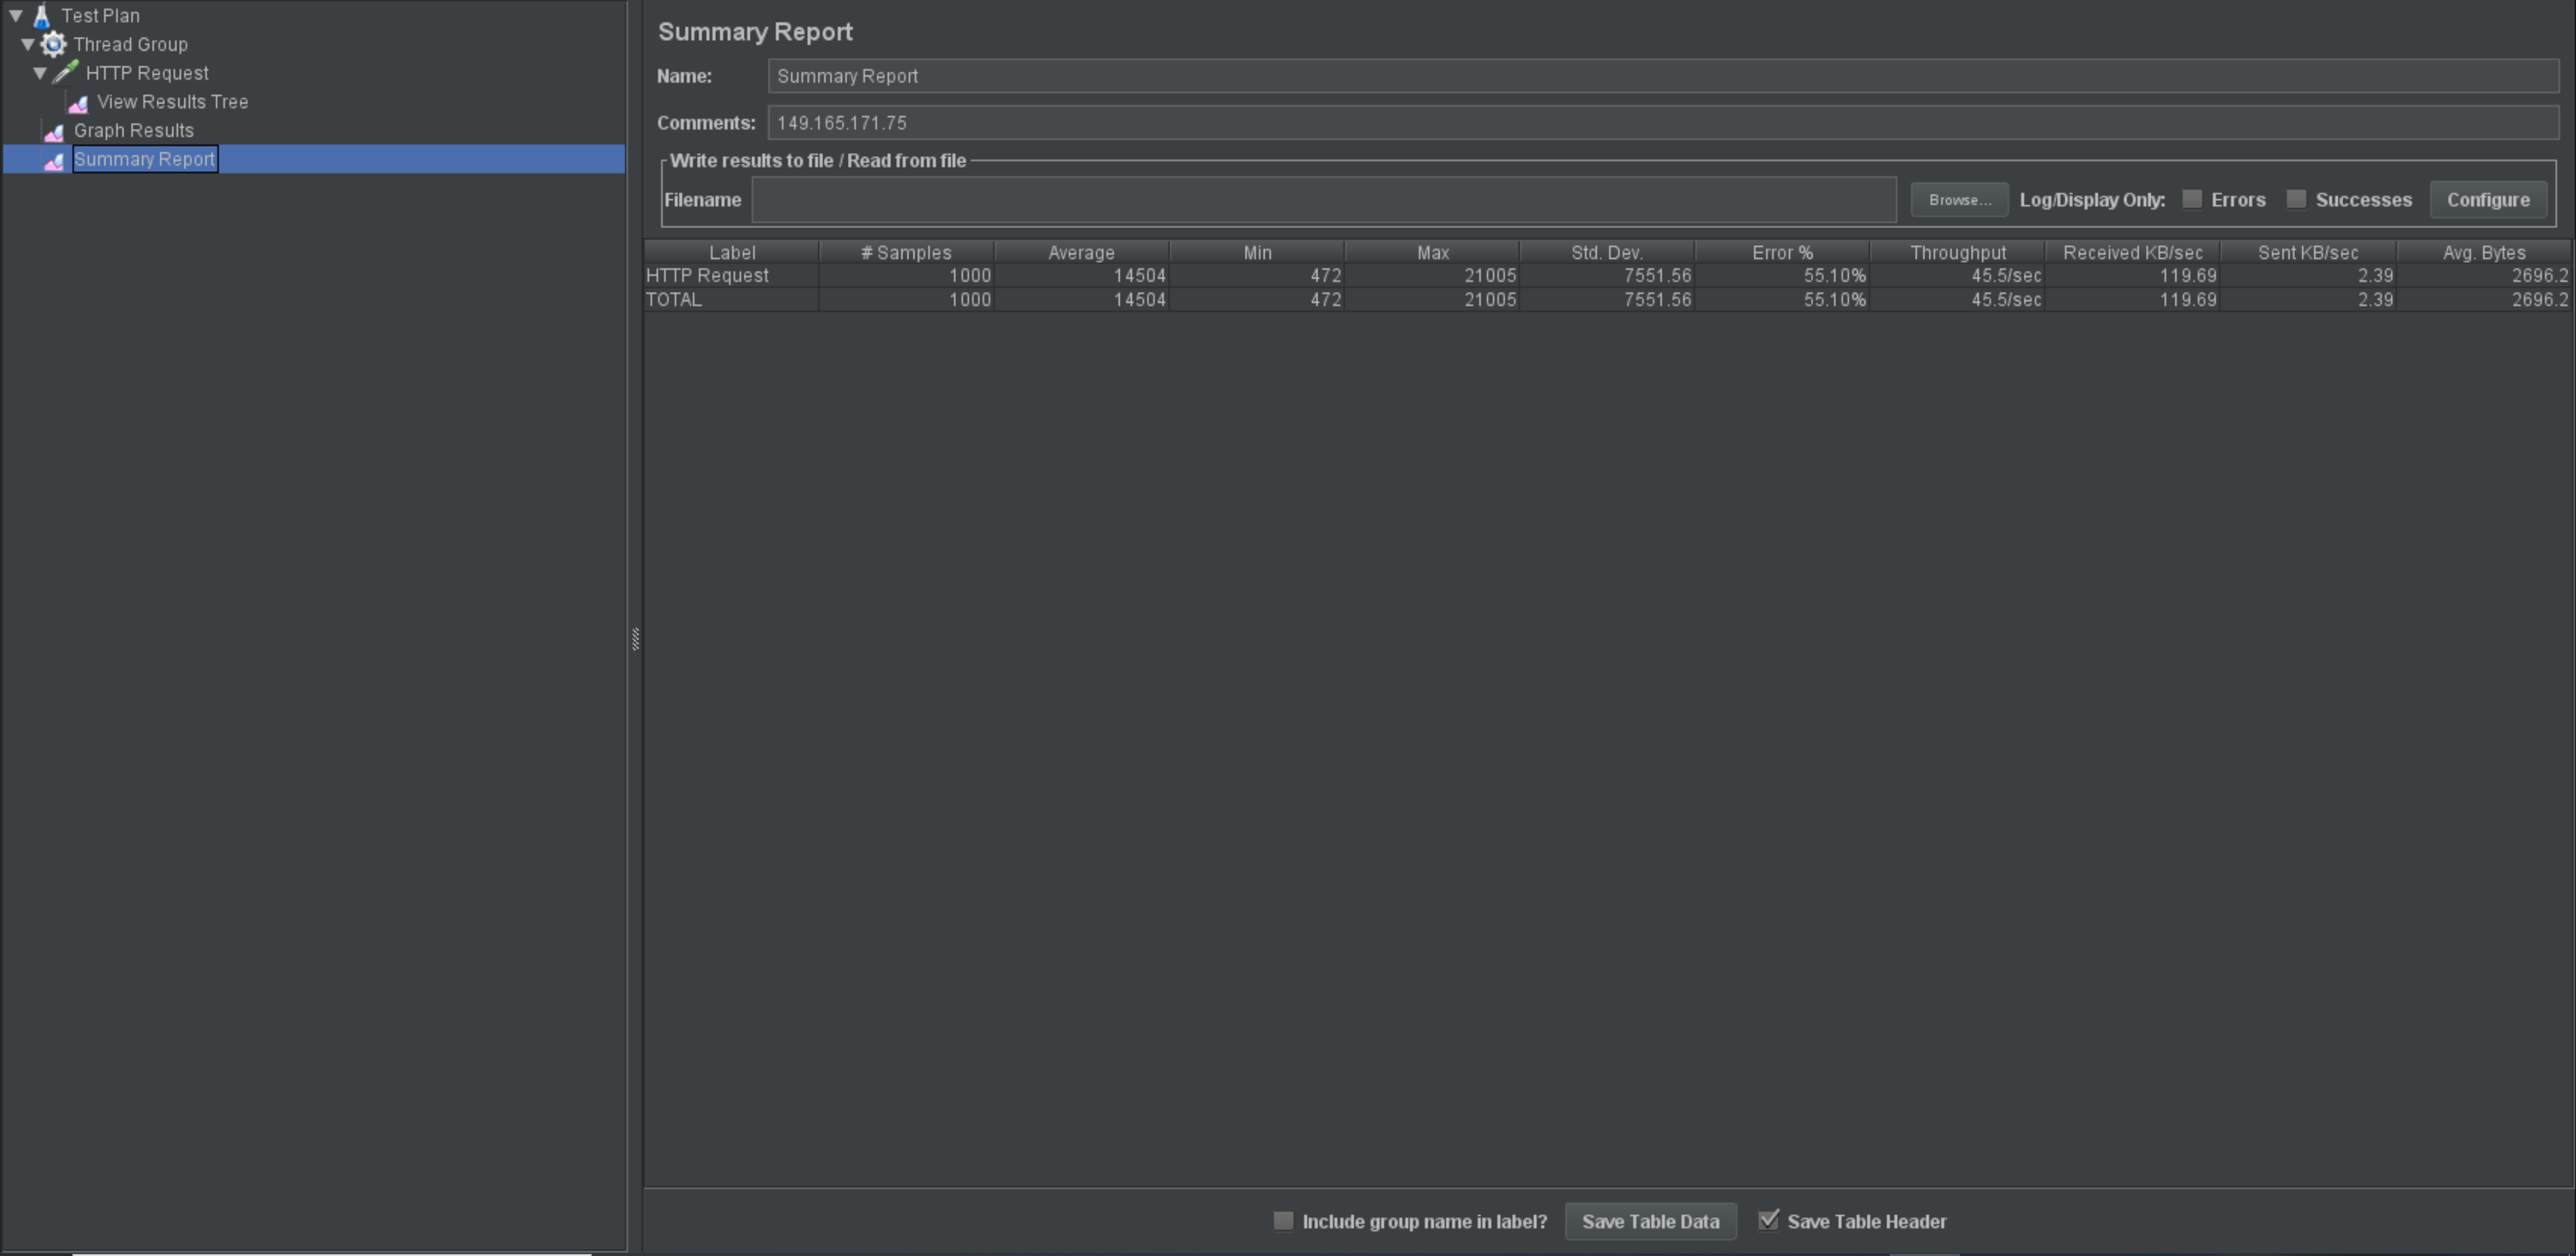 Test Plan
Thread Group
HTTP Request
View Results Tree
Graph Results
Summary Report
Summary Report
Name: Summary Report
Comments: 149.165.171.75
Write results to file / Read from file
Filename Browse... Log/Display Only: Errors Successes Configure
Label # Samples Average Min Max Std. Dev. Error % Throughput Received KB/sec Sent KB/sec Avg. Bytes
HTTP Request 1000 14504 472 21005 7551.56 55.10% 45.5/sec 119.69 2.39 2696.2
TOTAL 1000 14504 472 21005 7551.56 55.10% 45.5/sec 119.69 2.39 2696.2
Include group name in label? Save Table Data Save Table Header